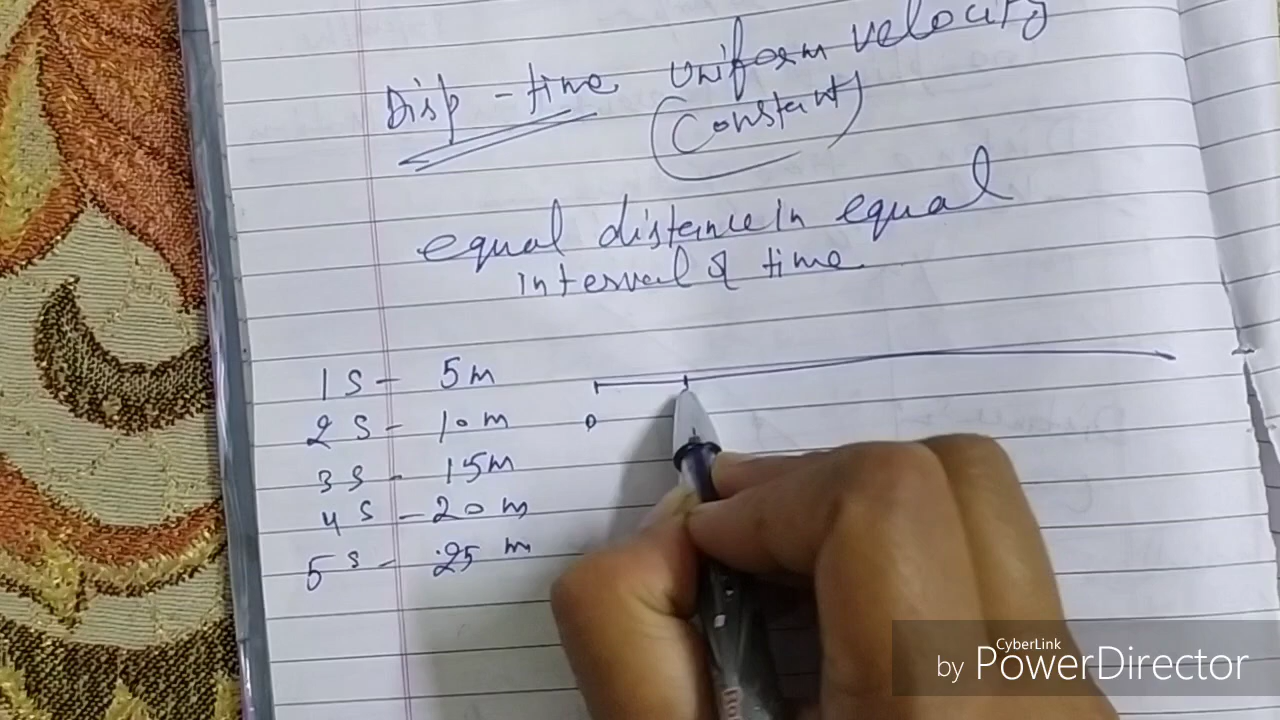 Disp - time uniform velocity
(Constant)
equal distance in equal
interval of time
1 S - 5 m
2 S - 10 m
3 S - 15 m
4 S - 20 m
5 S - 25 m
0
CyberLink
by PowerDirector